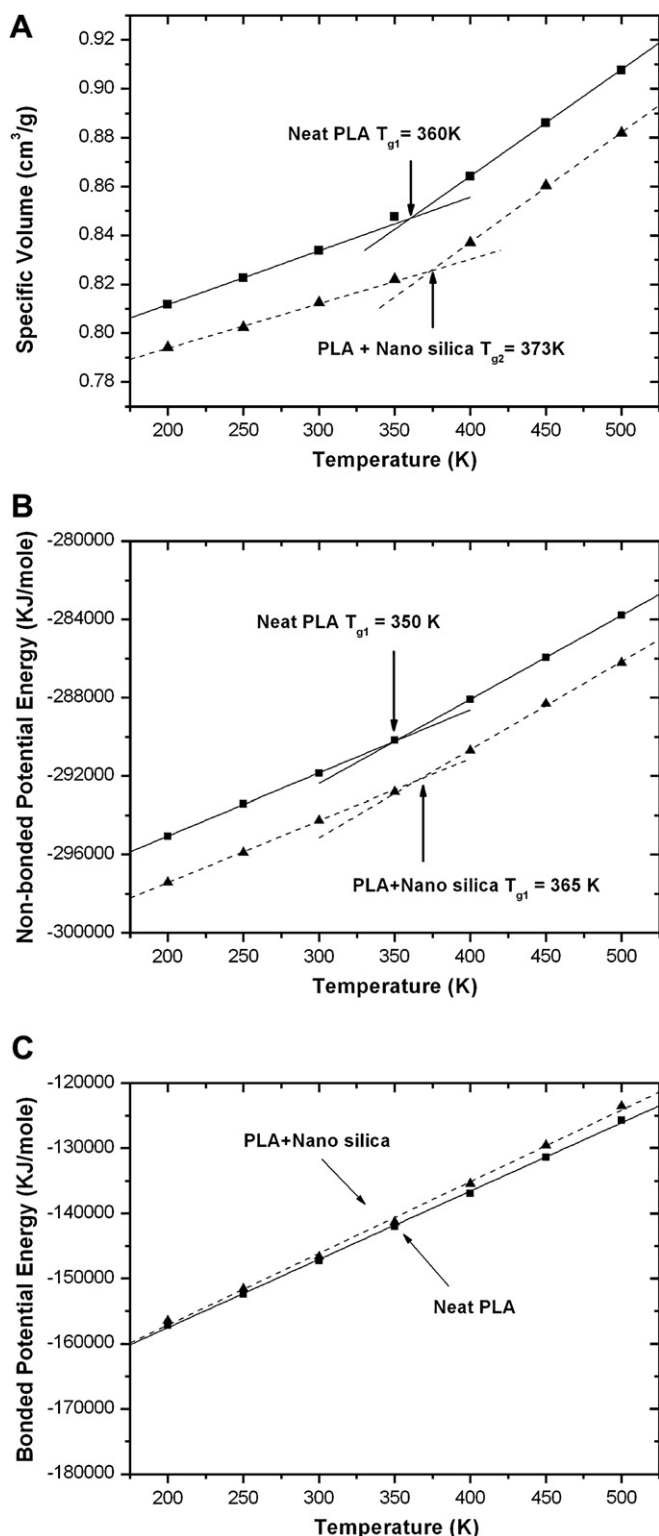 A
0.92
0.90
0.88
0.86
0.84
0.82
0.80
0.78
Specific Volume (cm³/g)
Neat PLA Tg1 = 360K
PLA + Nano silica Tg2 = 373K
200 250 300 350 400 450 500
Temperature (K)
B
-280000
-284000
-288000
-292000
-296000
-300000
Non-bonded Potential Energy (KJ/mole)
Neat PLA Tg1 = 350 K
PLA+Nano silica Tg1 = 365 K
200 250 300 350 400 450 500
Temperature (K)
C
-120000
-130000
-140000
-150000
-160000
-170000
-180000
Bonded Potential Energy (KJ/mole)
PLA+Nano silica
Neat PLA
200 250 300 350 400 450 500
Temperature (K)